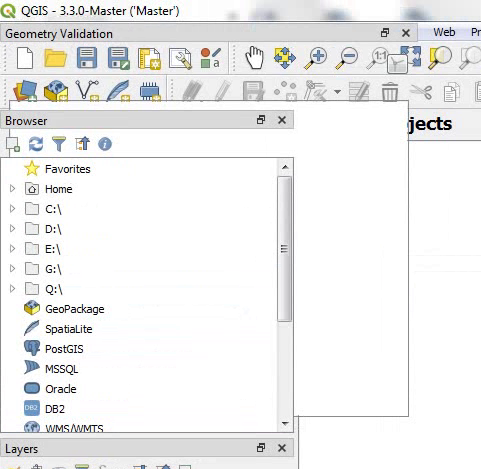 QGIS - 3.3.0-Master ('Master')
Geometry Validation
Web
jects
Browser
Favorites
Home
C:\
D:\
E:\
G:\
Q:\
GeoPackage
SpatiaLite
PostGIS
MSSQL
Oracle
DB2 DB2
WMS/WMTS
Layers